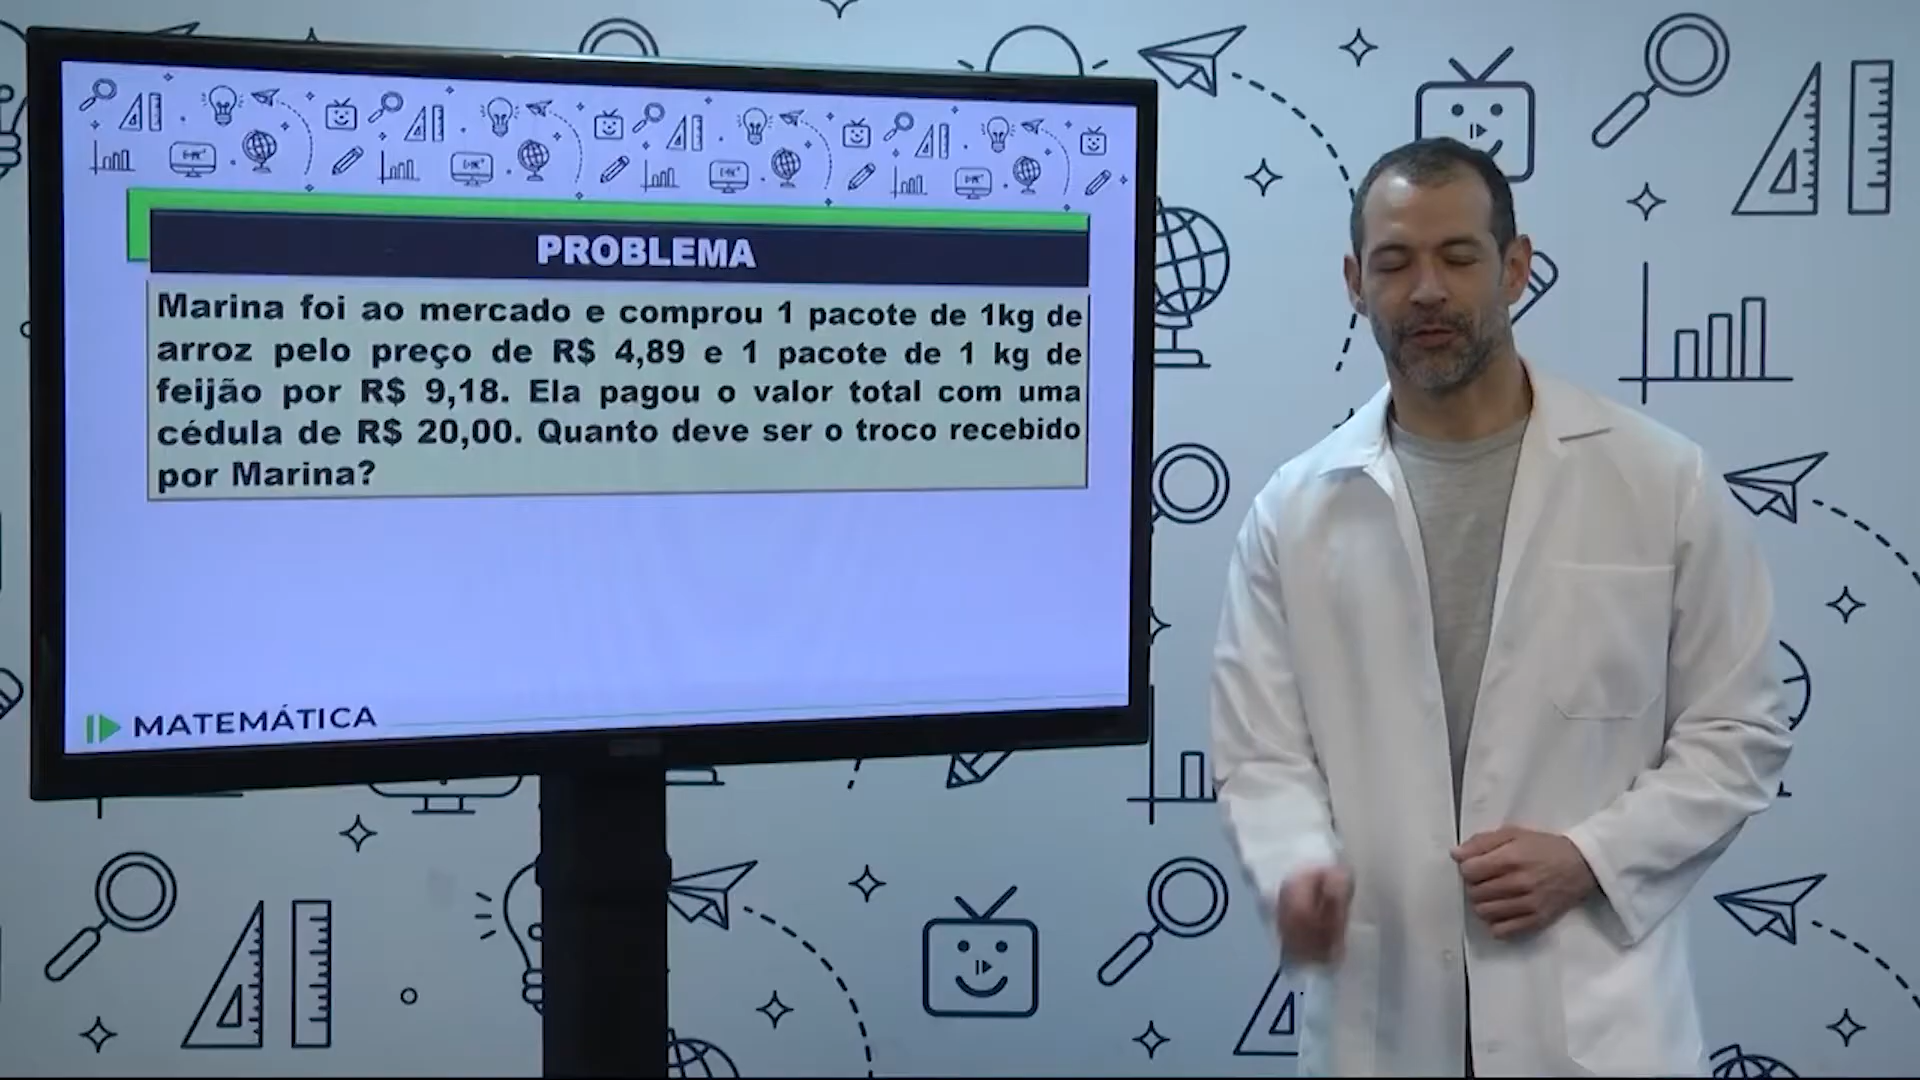 PROBLEMA
Marina foi ao mercado e comprou 1 pacote de 1kg de
arroz pelo preço de R$ 4,89 e 1 pacote de 1 kg de
feijão por R$ 9,18. Ela pagou o valor total com uma
cédula de R$ 20,00. Quanto deve ser o troco recebido
por Marina?
MATEMÁTICA